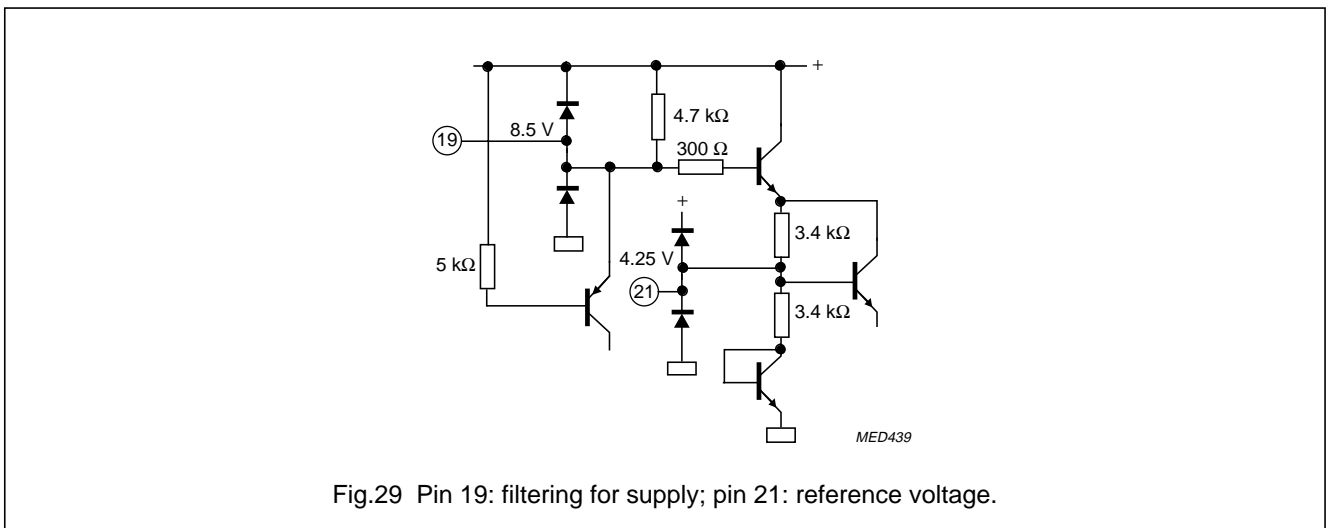 +
4.7 kΩ
8.5 V
19
300 Ω
+
3.4 kΩ
5 kΩ
4.25 V
21
3.4 kΩ
MED439
Fig.29 Pin 19: filtering for supply; pin 21: reference voltage.